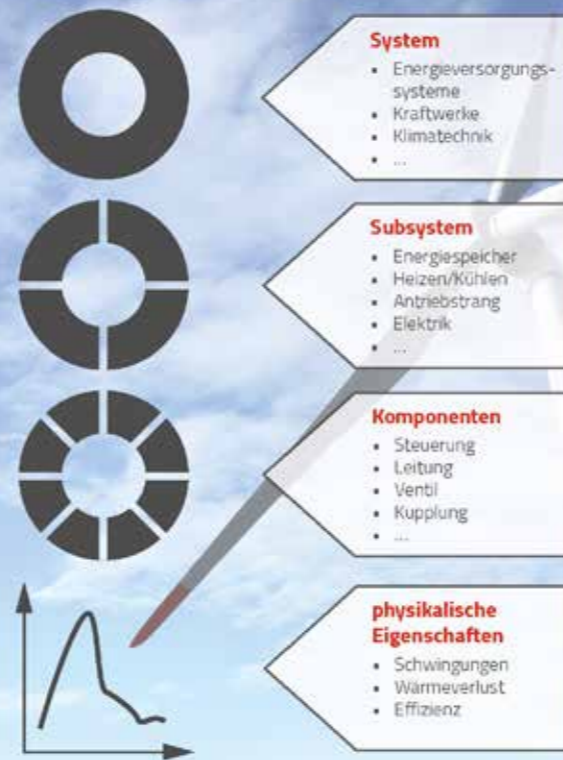 System
• Energieversorgungs-
systeme
• Kraftwerke
• Klimatechnik
• ...
Subsystem
• Energiespeicher
• Heizen/Kühlen
• Antriebstrang
• Elektrik
• ...
Komponenten
• Steuerung
• Leitung
• Ventil
• Kupplung
• ...
physikalische
Eigenschaften
• Schwingungen
• Wärmeverlust
• Effizienz